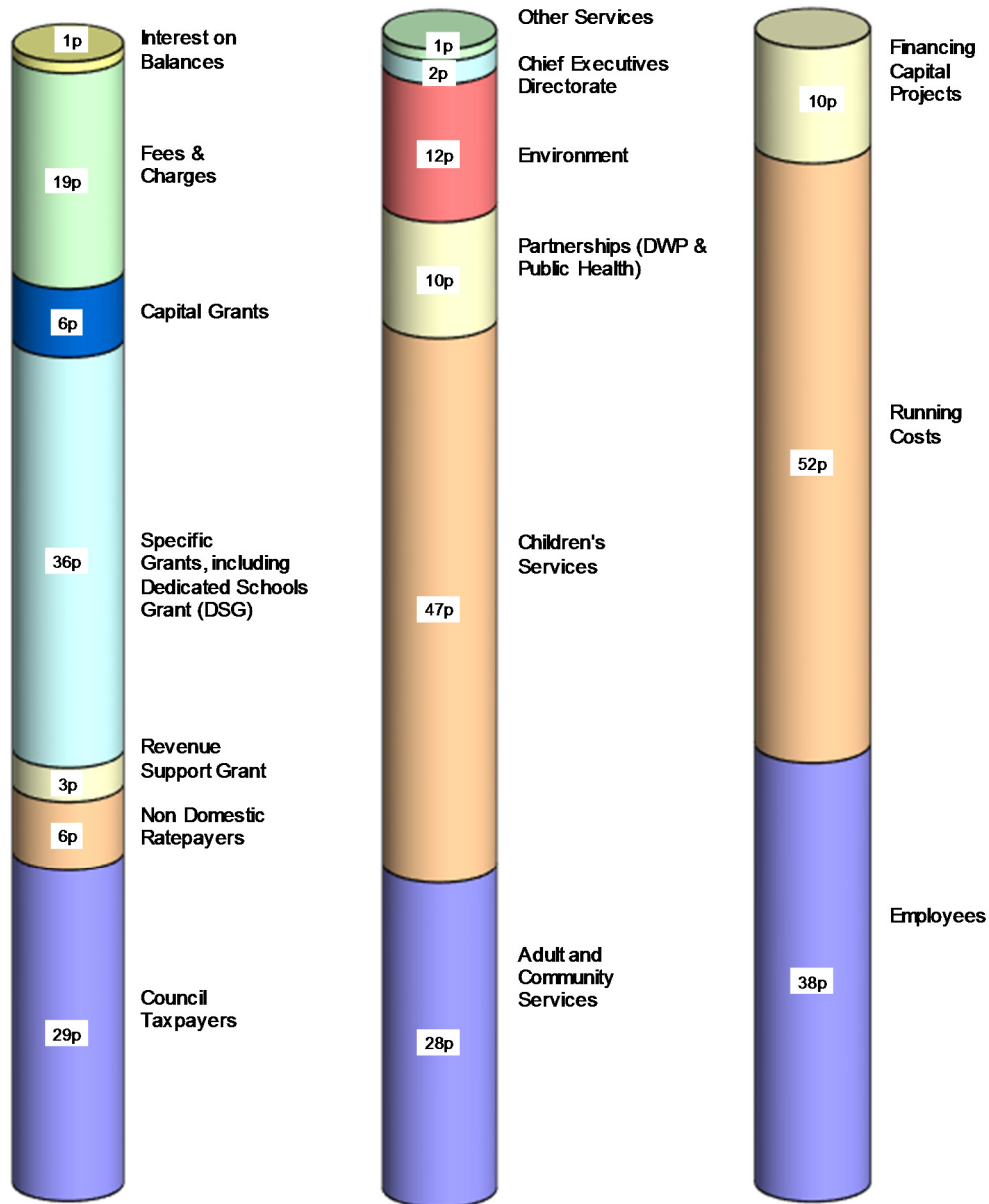 1p
Interest on
Balances
19p
Fees &
Charges
6p
Capital Grants
36p
Specific
Grants, including
Dedicated Schools
Grant (DSG)
3p
Revenue
Support Grant
6p
Non Domestic
Ratepayers
29p
Council
Taxpayers
Other Services
1p
2p
Chief Executives
Directorate
12p
Environment
10p
Partnerships (DWP &
Public Health)
47p
Children's
Services
28p
Adult and
Community
Services
10p
Financing
Capital
Projects
52p
Running
Costs
38p
Employees